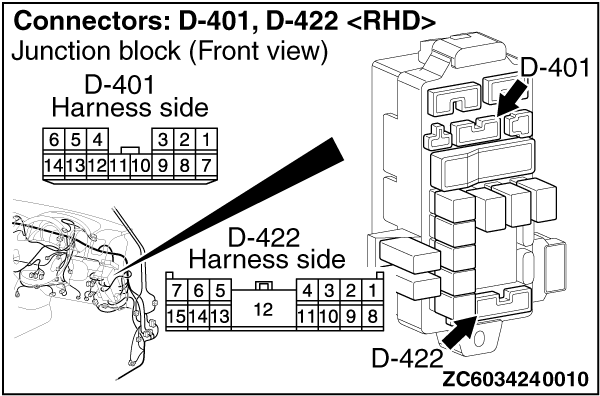 Connectors: D-401, D-422 <RHD>
Junction block (Front view)
D-401
Harness side
6 5 4 3 2 1
14 13 12 11 10 9 8 7
D-401
D-422
Harness side
7 6 5 4 3 2 1
12
15 14 13 11 10 9 8
D-422
ZC6034240010